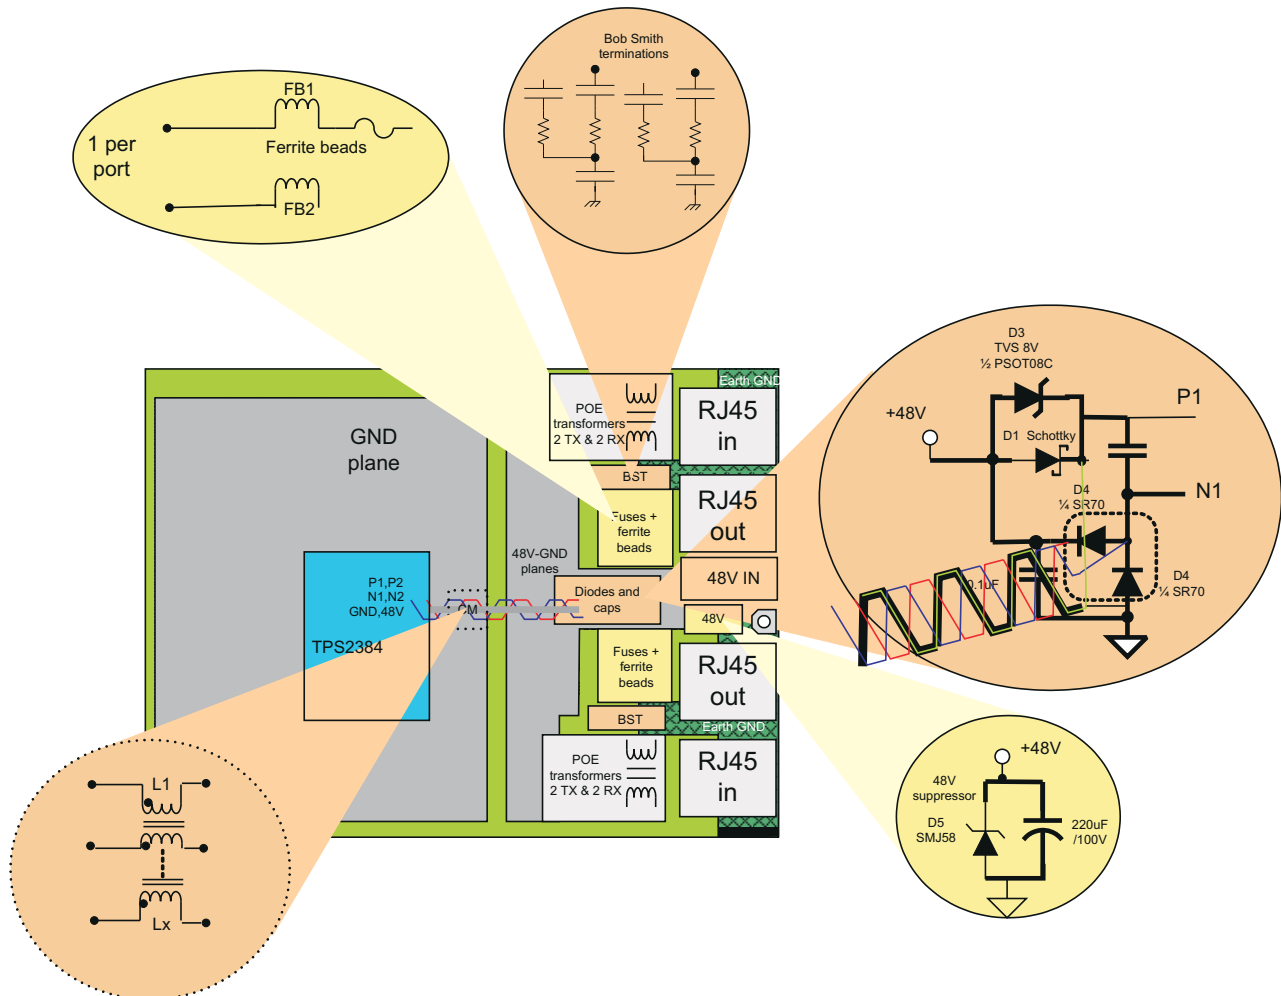 Bob Smith
terminations
FB1
1 per
port
Ferrite beads
FB2
D3
TVS 8V
½ PSOT08C
P1
+48V
D1 Schottky
D4
¼ SR70
N1
0.1uF
D4
¼ SR70
Earth GND
POE
transformers
2 TX & 2 RX
RJ45
in
GND
plane
BST
RJ45
out
Fuses +
ferrite
beads
48V-GND
planes
48V IN
P1,P2
N1,N2
GND,48V
CM
Diodes and
caps
48V
TPS2384
Fuses +
ferrite
beads
RJ45
out
BST
Earth GND
POE
transformers
2 TX & 2 RX
RJ45
in
L1
Lx
+48V
48V
suppressor
D5
SMJ58
220uF
/100V